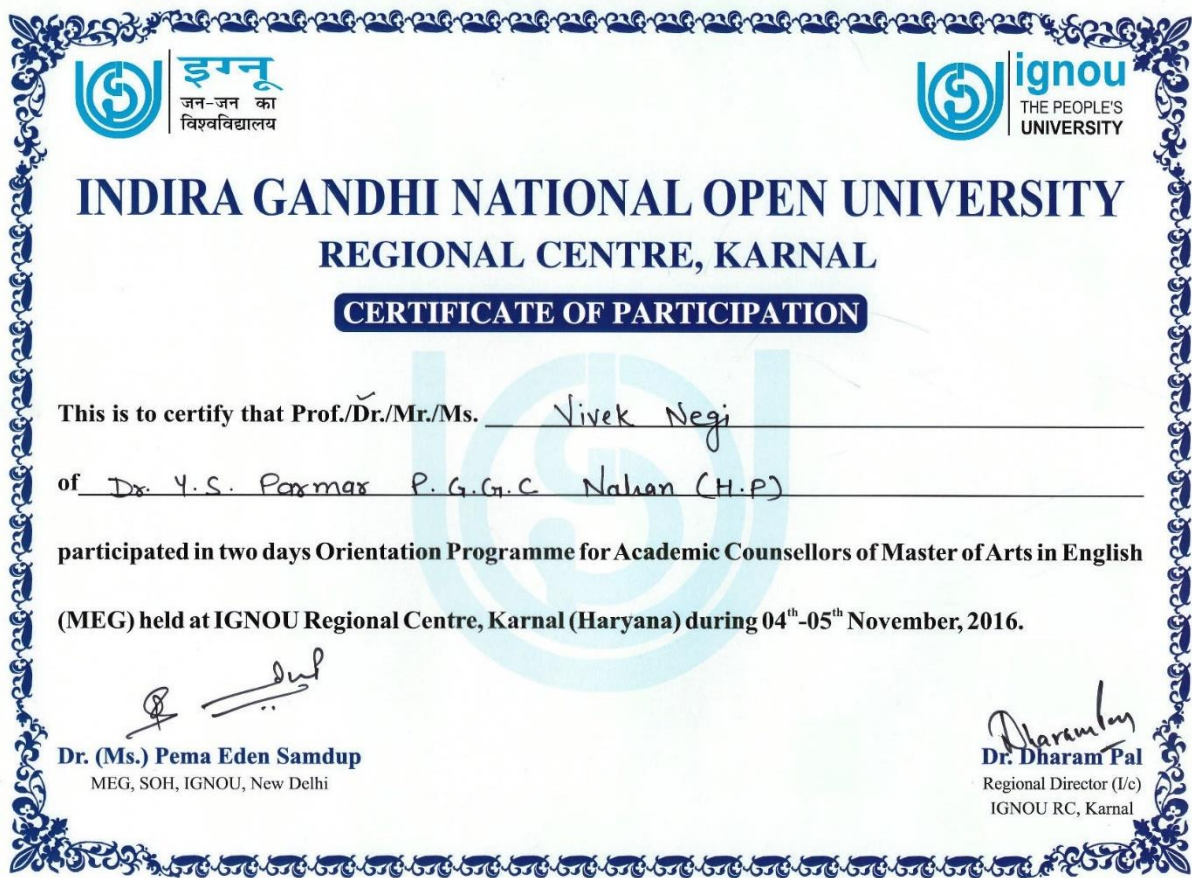 इग्नू
जन-जन का
विश्वविद्यालय
ignou
THE PEOPLE'S
UNIVERSITY
INDIRA GANDHI NATIONAL OPEN UNIVERSITY
REGIONAL CENTRE, KARNAL
CERTIFICATE OF PARTICIPATION
This is to certify that Prof./Dr./Mr./Ms. Vivek Negi
of Dr. Y.S. Parmar P.G.G.C Nahan (H.P)
participated in two days Orientation Programme for Academic Counsellors of Master of Arts in English
(MEG) held at IGNOU Regional Centre, Karnal (Haryana) during 04th-05th November, 2016.
Dharam Pal
Dr. (Ms.) Pema Eden Samdup
MEG, SOH, IGNOU, New Delhi
Dr. Dharam Pal
Regional Director (I/c)
IGNOU RC, Karnal